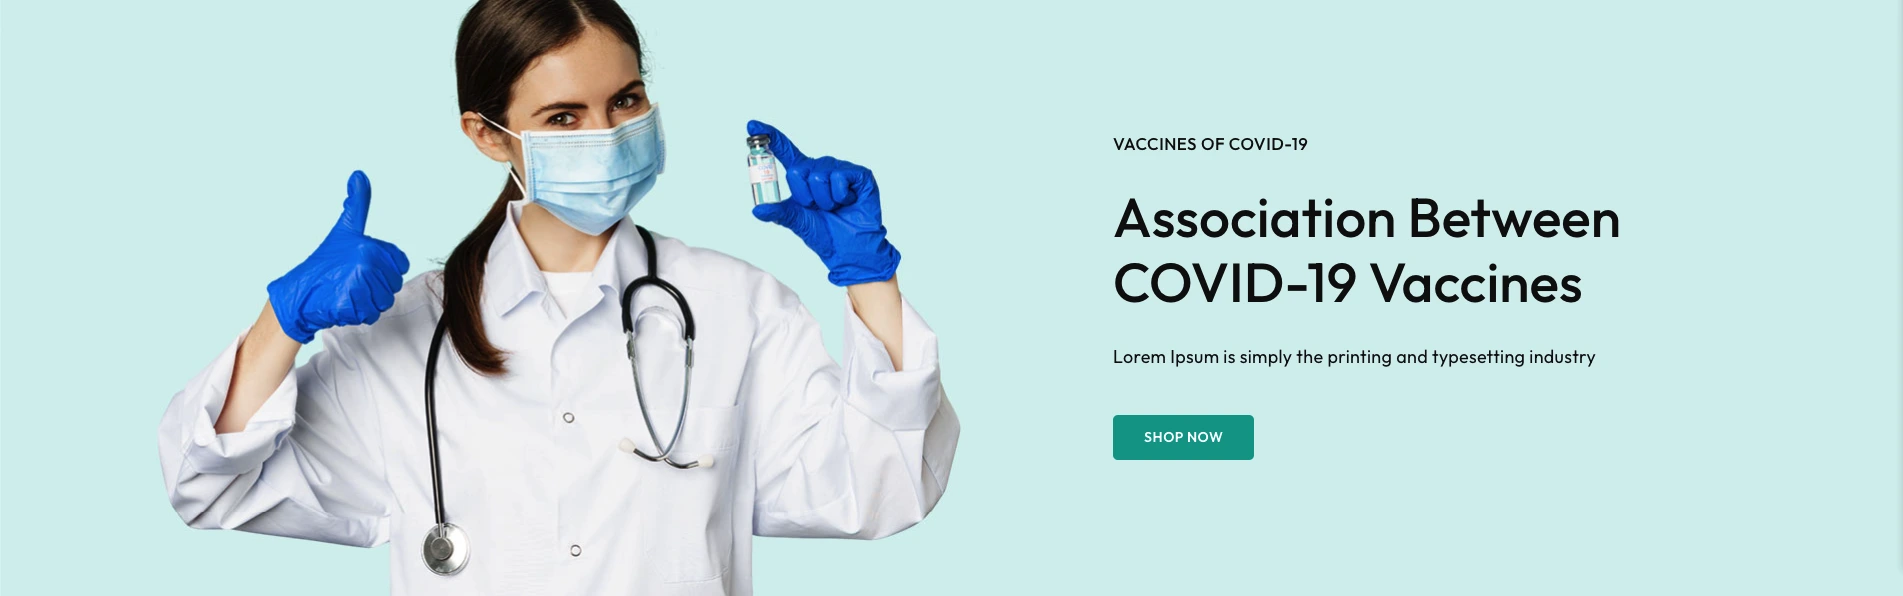 VACCINES OF COVID-19
Association Between
COVID-19 Vaccines
Lorem Ipsum is simply the printing and typesetting industry
SHOP NOW